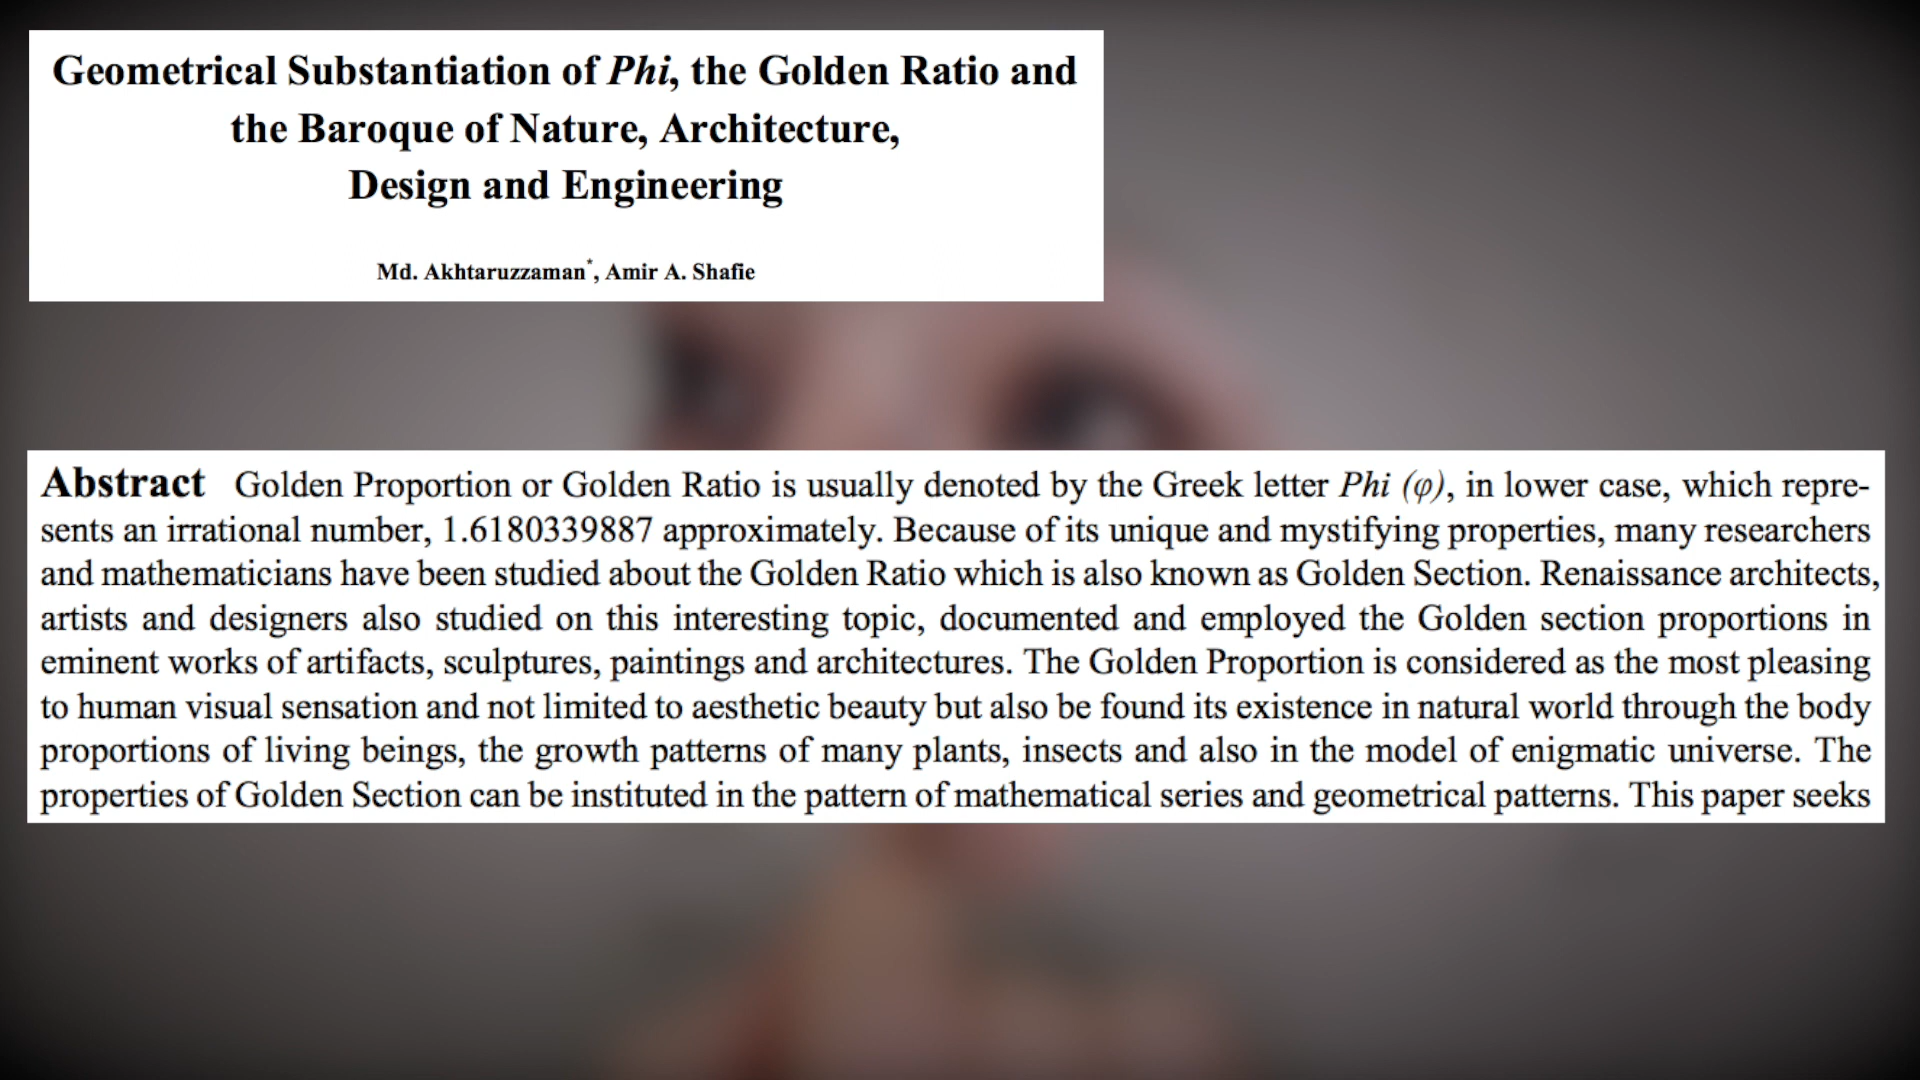 Geometrical Substantiation of Phi, the Golden Ratio and
the Baroque of Nature, Architecture,
Design and Engineering
Md. Akhtaruzzaman*, Amir A. Shafie
Abstract Golden Proportion or Golden Ratio is usually denoted by the Greek letter Phi (φ), in lower case, which repre-
sents an irrational number, 1.6180339887 approximately. Because of its unique and mystifying properties, many researchers
and mathematicians have been studied about the Golden Ratio which is also known as Golden Section. Renaissance architects,
artists and designers also studied on this interesting topic, documented and employed the Golden section proportions in
eminent works of artifacts, sculptures, paintings and architectures. The Golden Proportion is considered as the most pleasing
to human visual sensation and not limited to aesthetic beauty but also be found its existence in natural world through the body
proportions of living beings, the growth patterns of many plants, insects and also in the model of enigmatic universe. The
properties of Golden Section can be instituted in the pattern of mathematical series and geometrical patterns. This paper seeks